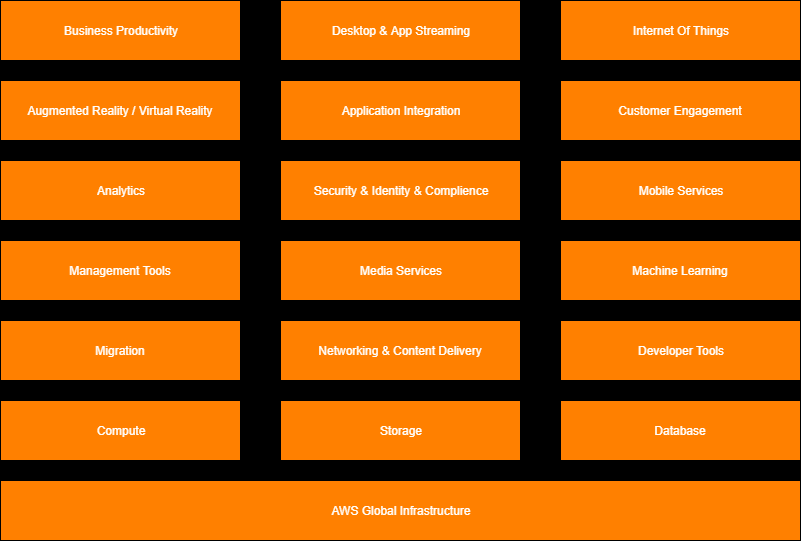 Business Productivity
Desktop & App Streaming
Internet Of Things
Augmented Reality / Virtual Reality
Application Integration
Customer Engagement
Analytics
Security & Identity & Complience
Mobile Services
Management Tools
Media Services
Machine Learning
Migration
Networking & Content Delivery
Developer Tools
Compute
Storage
Database
AWS Global Infrastructure